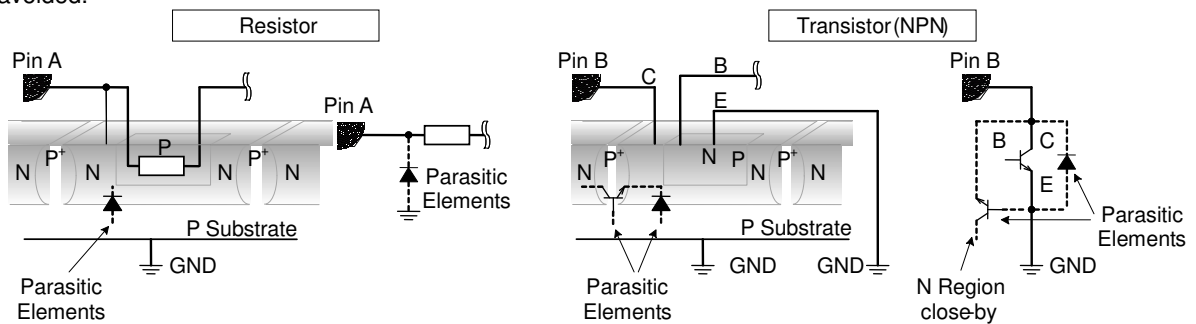 avoided.
Resistor
Pin A
N
P+
N
P
P+
N
P Substrate
GND
Parasitic
Elements
Pin A
Parasitic
Elements
Transistor (NPN)
Pin B
C
B
E
N
P+
N
P
P+
N
P Substrate
GND
GND
Parasitic
Elements
Pin B
B
C
E
Parasitic
Elements
GND
N Region
close-by